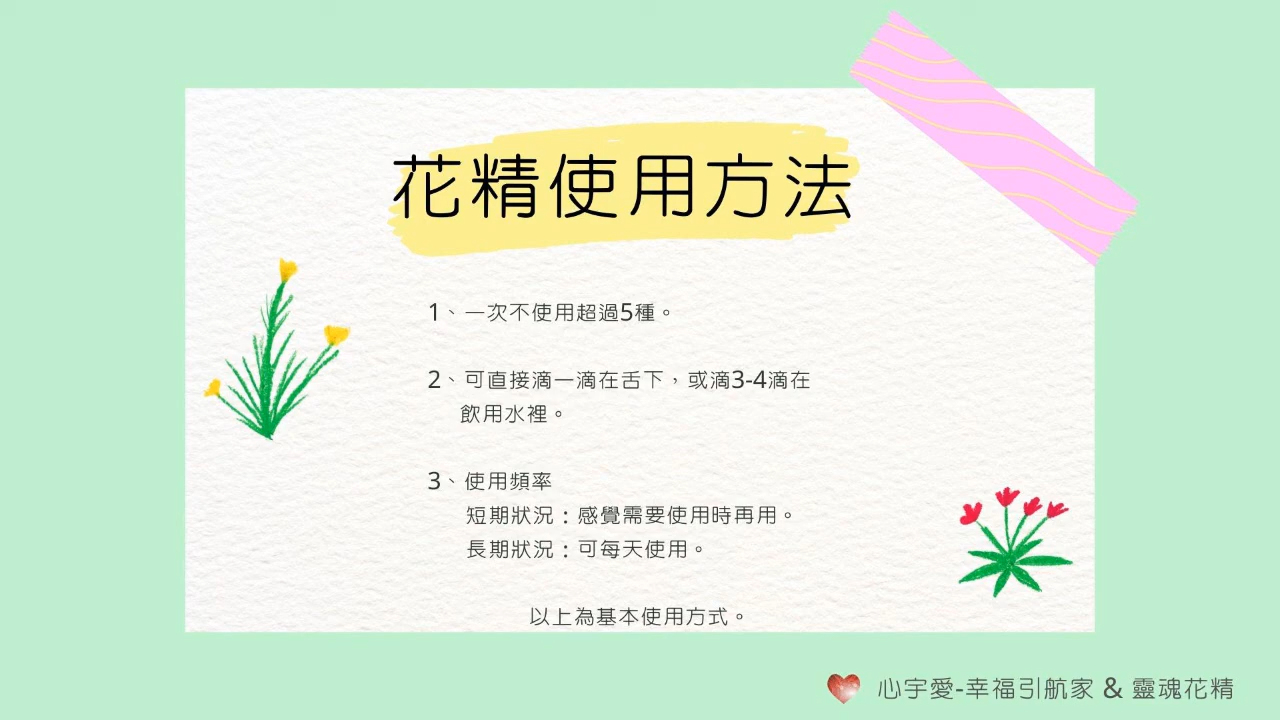 花精使用方法
1、一次不使用超過5種。
2、可直接滴一滴在舌下，或滴3-4滴在
飲用水裡。
3、使用頻率
短期狀況：感覺需要使用時再用。
長期狀況：可每天使用。
以上為基本使用方式。
心宇愛-幸福引航家 & 靈魂花精